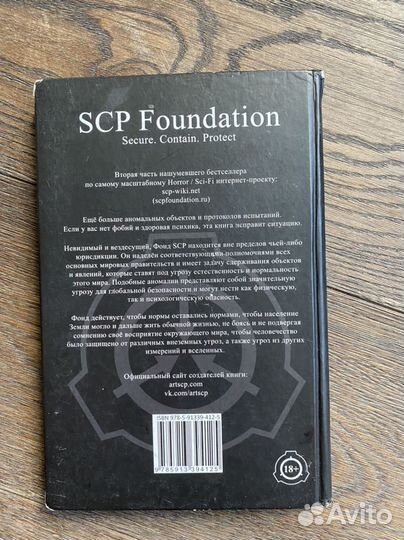 SCP Foundation
Secure. Contain. Protect
Вторая часть нашумевшего бестселлера
по самому масштабному Horror / Sci-Fi интернет-проекту:
scp-wiki.net
(scpfoundation.ru)
Ещё больше аномальных объектов и протоколов испытаний.
Если у вас нет фобий и здоровая психика, эта книга исправит ситуацию.
Невидимый и вездесущий, Фонд SCP находится вне пределов чьей-либо
юрисдикции. Он наделён соответствующими полномочиями всех
основных мировых правительств и имеет задачу сдерживания объектов
и явлений, которые ставят под угрозу естественность и нормальность
этого мира. Подобные аномалии представляют собой значительную
угрозу для глобальной безопасности и могут нести как физическую,
так и психологическую опасность.
Фонд действует, чтобы нормы оставались нормами, чтобы население
Земли могло и дальше жить обычной жизнью, не боясь и не подвергая
сомнению своё восприятие окружающего мира, чтобы человечество
было защищено от различных внеземных угроз, а также угроз из других
измерений и вселенных.
Официальный сайт создателей книги:
artscp.com
vk.com/artscp
ISBN 978-5-91339-412-5
9785913394125
18+
Avito